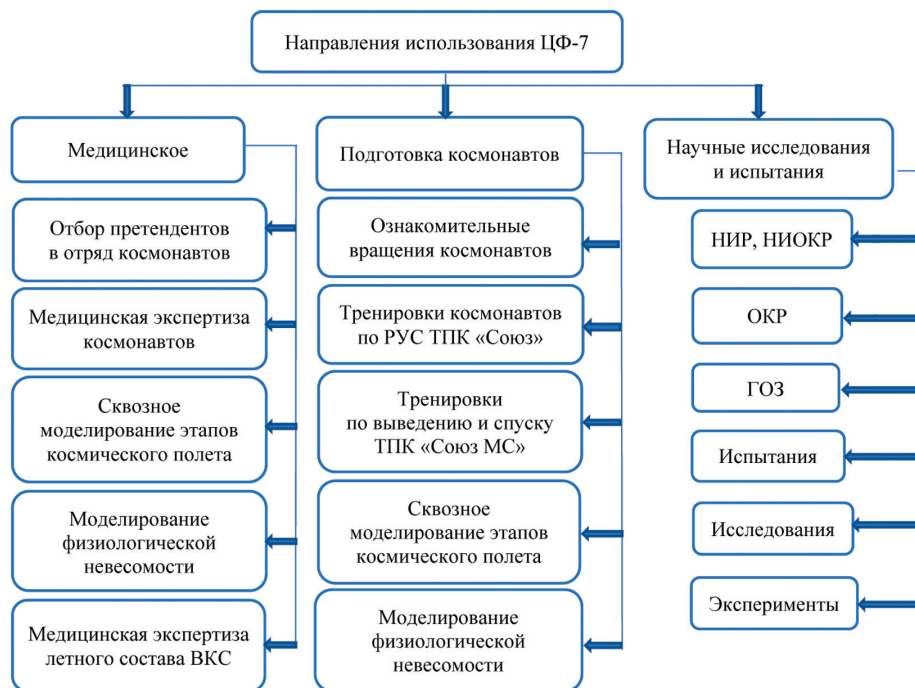 Направления использования ЦФ-7
Медицинское
Отбор претендентов
в отряд космонавтов
Медицинская экспертиза
космонавтов
Сквозное
моделирование этапов
космического полета
Моделирование
физиологической
невесомости
Медицинская экспертиза
летного состава ВКС
Подготовка космонавтов
Ознакомительные
вращения космонавтов
Тренировки космонавтов
по РУС ТПК «Союз»
Тренировки
по выведению и спуску
ТПК «Союз МС»
Сквозное
моделирование этапов
космического полета
Моделирование
физиологической
невесомости
Научные исследования
и испытания
НИР, НИОКР
ОКР
ГОЗ
Испытания
Исследования
Эксперименты